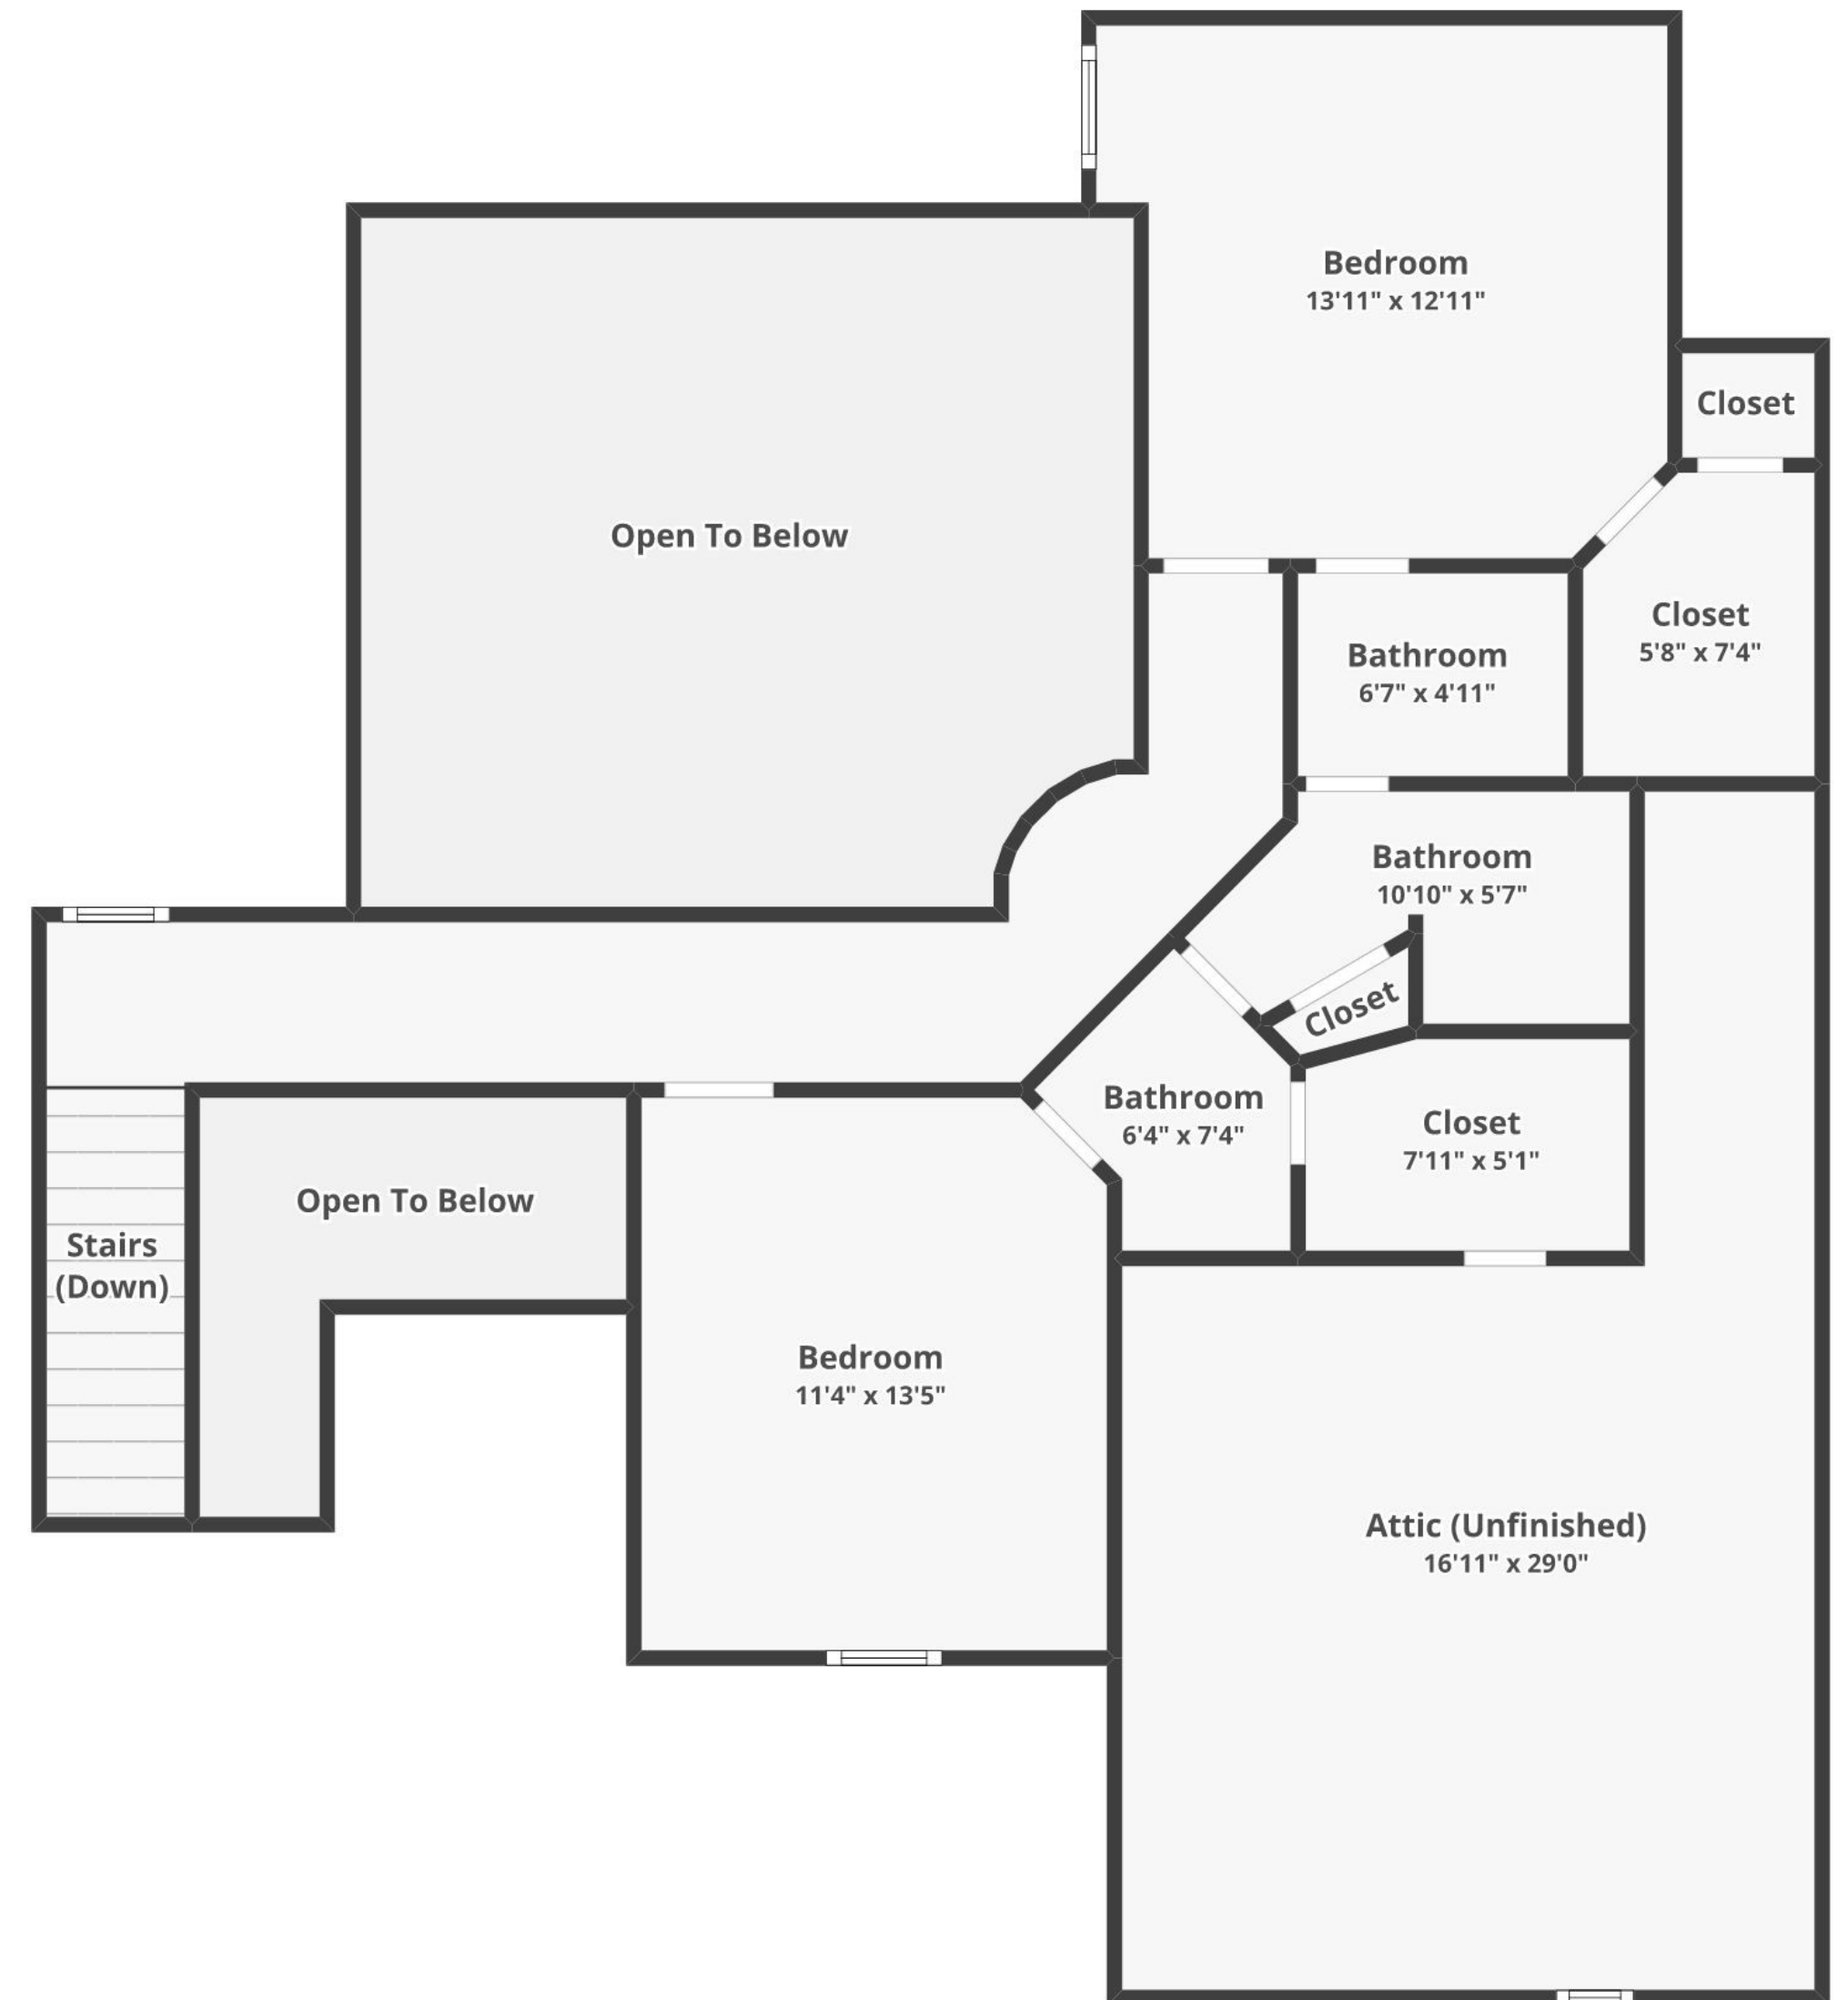 Bedroom
13'11" x 12'11"
Closet
Open To Below
Closet
5'8" x 7'4"
Bathroom
6'7" x 4'11"
Bathroom
10'10" x 5'7"
Closet
Bathroom
6'4" x 7'4"
Closet
7'11" x 5'1"
Open To Below
Stairs
(Down)
Bedroom
11'4" x 13'5"
Attic (Unfinished)
16'11" x 29'0"